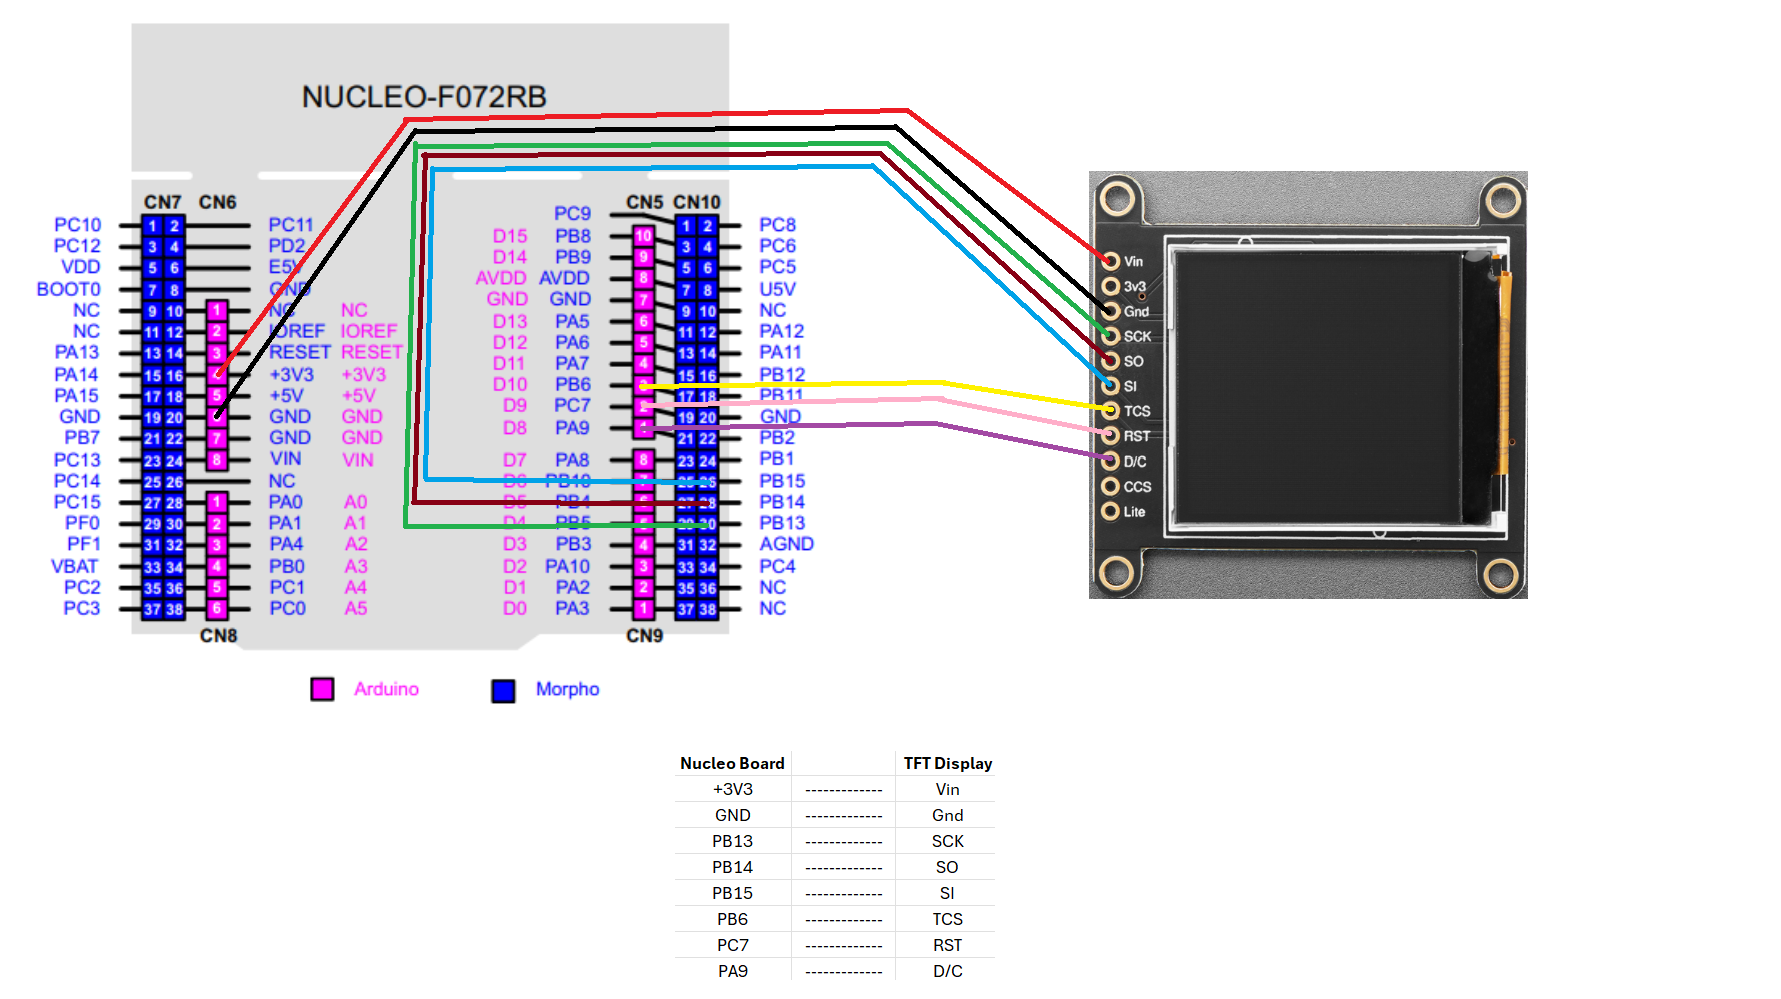 NUCLEO-F072RB
CN7 CN6 CN5 CN10
PC10 1 2 PC11 PC9 1 2 PC8
PC12 3 4 PD2 D15 PB8 10 3 4 PC6
VDD 5 6 E5V D14 PB9 9 5 6 PC5
BOOT0 7 8 GND AVDD AVDD 8 7 8 U5V
NC 9 10 1 NC NC GND GND 7 9 10 NC
NC 11 12 2 IOREF IOREF D13 PA5 6 11 12 PA12
PA13 13 14 3 RESET RESET D12 PA6 5 13 14 PA11
PA14 15 16 +3V3 +3V3 D11 PA7 4 15 16 PB12
PA15 17 18 5 +5V +5V D10 PB6 17 18 PB11
GND 19 20 GND GND D9 PC7 2 19 20 GND
PB7 21 22 7 GND GND D8 PA9 21 22 PB2
PC13 23 24 8 VIN VIN D7 PA8 8 23 24 PB1
PC14 25 26 NC D6 PB10 25 26 PB15
PC15 27 28 1 PA0 A0 D5 PB4 27 28 PB14
PF0 29 30 2 PA1 A1 D4 PB5 29 30 PB13
PF1 31 32 3 PA4 A2 D3 PB3 4 31 32 AGND
VBAT 33 34 4 PB0 A3 D2 PA10 3 33 34 PC4
PC2 35 36 5 PC1 A4 D1 PA2 2 35 36 NC
PC3 37 38 6 PC0 A5 D0 PA3 1 37 38 NC
CN8 CN9
Arduino Morpho
Vin
3v3
Gnd
SCK
SO
SI
TCS
RST
D/C
CCS
Lite
Nucleo Board TFT Display
+3V3 ------------- Vin
GND ------------- Gnd
PB13 ------------- SCK
PB14 ------------- SO
PB15 ------------- SI
PB6 ------------- TCS
PC7 ------------- RST
PA9 ------------- D/C